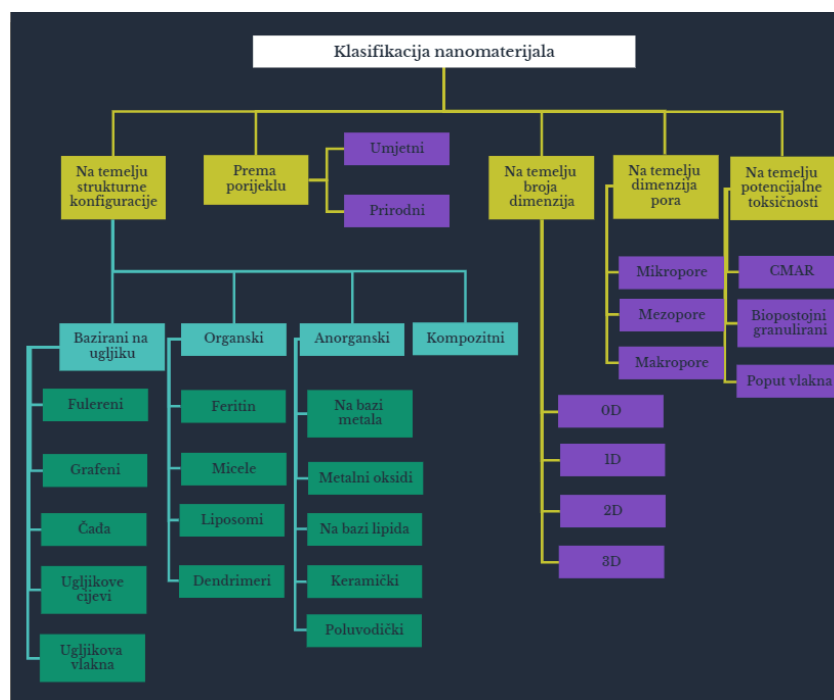 Klasifikacija nanomaterijala
Na temelju
strukturne
konfiguracije
Prema
porijeklu
Umjetni
Prirodni
Na temelju
broja
dimenzija
Na temelju
dimenzija
pora
Na temelju
potencijalne
toksičnosti
Mikropore
Mezopore
Makropore
CMAR
Biopostojni
granulirani
Poput vlakna
Bazirani na
ugljiku
Organski
Anorganski
Kompozitni
Fulereni
Grafeni
Čađa
Ugljikove
cijevi
Ugljikova
vlakna
Feritin
Micele
Liposomi
Dendrimeri
Na bazi
metala
Metalni oksidi
Na bazi lipida
Keramički
Poluvodički
0D
1D
2D
3D